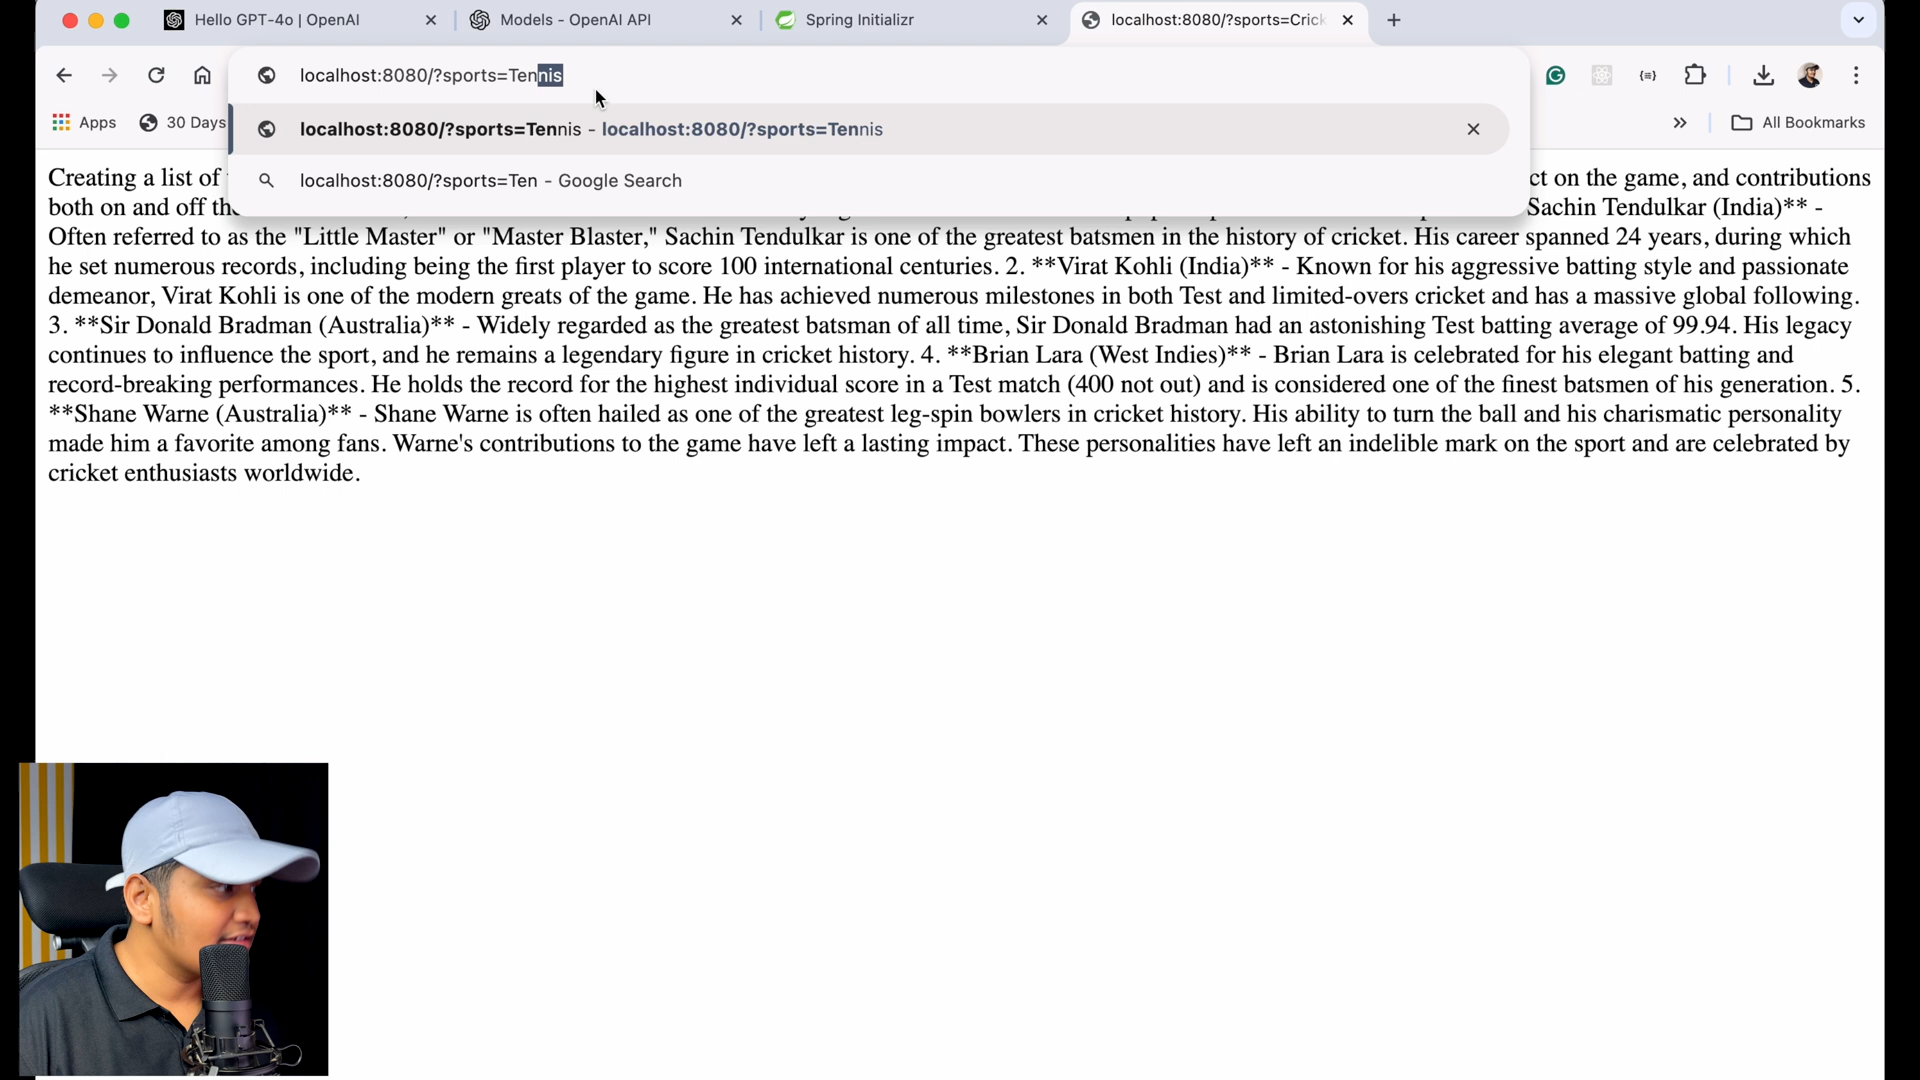 Hello GPT-4o | OpenAI
Models - OpenAI API
Spring Initializr
localhost:8080/?sports=Crick
localhost:8080/?sports=Tennis
Apps
30 Days
All Bookmarks
localhost:8080/?sports=Tennis - localhost:8080/?sports=Tennis
localhost:8080/?sports=Ten - Google Search
Creating a list of ct on the game, and contributions
both on and off the Sachin Tendulkar (India)** -
Often referred to as the "Little Master" or "Master Blaster," Sachin Tendulkar is one of the greatest batsmen in the history of cricket. His career spanned 24 years, during which
he set numerous records, including being the first player to score 100 international centuries. 2. **Virat Kohli (India)** - Known for his aggressive batting style and passionate
demeanor, Virat Kohli is one of the modern greats of the game. He has achieved numerous milestones in both Test and limited-overs cricket and has a massive global following.
3. **Sir Donald Bradman (Australia)** - Widely regarded as the greatest batsman of all time, Sir Donald Bradman had an astonishing Test batting average of 99.94. His legacy
continues to influence the sport, and he remains a legendary figure in cricket history. 4. **Brian Lara (West Indies)** - Brian Lara is celebrated for his elegant batting and
record-breaking performances. He holds the record for the highest individual score in a Test match (400 not out) and is considered one of the finest batsmen of his generation. 5.
**Shane Warne (Australia)** - Shane Warne is often hailed as one of the greatest leg-spin bowlers in cricket history. His ability to turn the ball and his charismatic personality
made him a favorite among fans. Warne's contributions to the game have left a lasting impact. These personalities have left an indelible mark on the sport and are celebrated by
cricket enthusiasts worldwide.